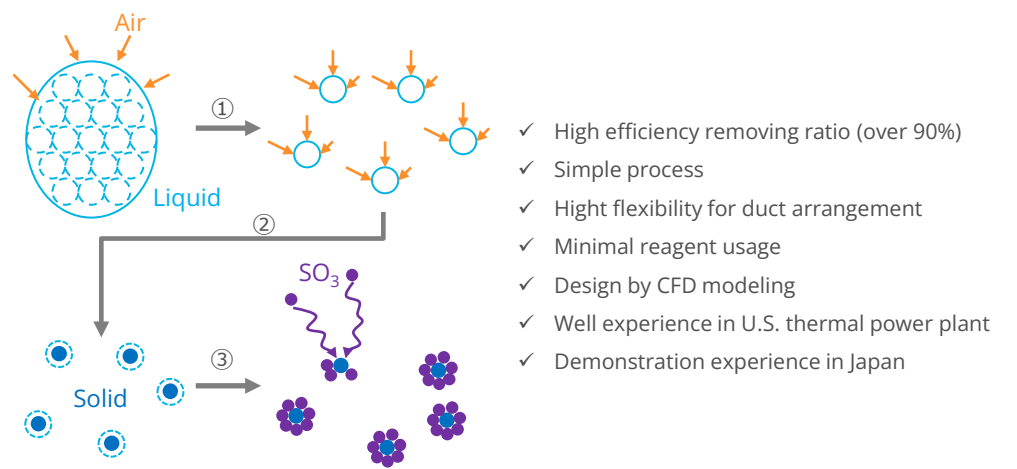 Air
①
Liquid
②
SO₃
③
Solid
✓ High efficiency removing ratio (over 90%)
✓ Simple process
✓ Hight flexibility for duct arrangement
✓ Minimal reagent usage
✓ Design by CFD modeling
✓ Well experience in U.S. thermal power plant
✓ Demonstration experience in Japan